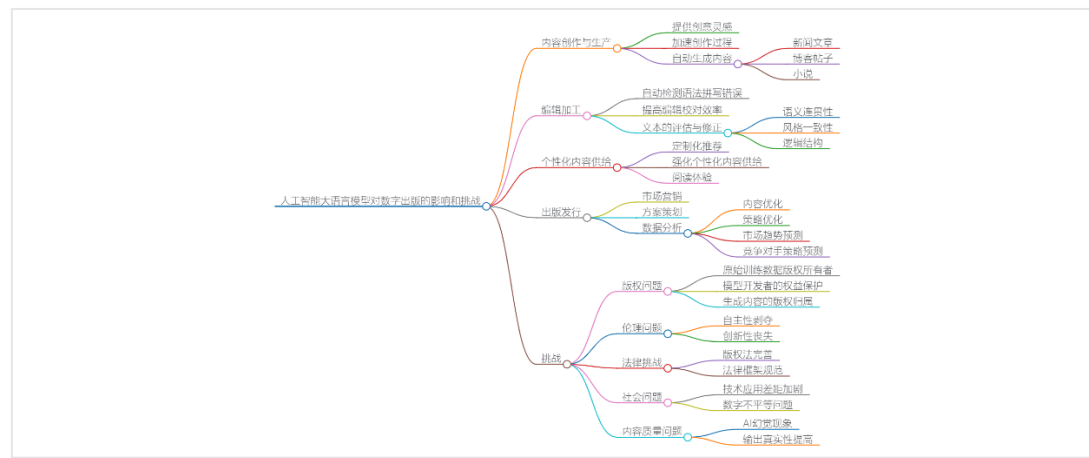 人工智能大语言模型对数字出版的影响和挑战
内容创作与生产
提供创意灵感
加速创作过程
自动生成内容
新闻文章
博客帖子
小说
编辑加工
自动检测语法拼写错误
提高编辑校对效率
文本的评估与修正
语义连贯性
风格一致性
逻辑结构
个性化内容供给
定制化推荐
强化个性化内容供给
阅读体验
出版发行
市场营销
方案策划
数据分析
内容优化
策略优化
市场趋势预测
竞争对手策略预测
挑战
版权问题
原始训练数据版权所有者
模型开发者的权益保护
生成内容的版权归属
伦理问题
自主性剥夺
创新性丧失
法律挑战
版权法完善
法律框架规范
社会问题
技术应用差距加剧
数字不平等问题
内容质量问题
AI幻觉现象
输出真实性提高